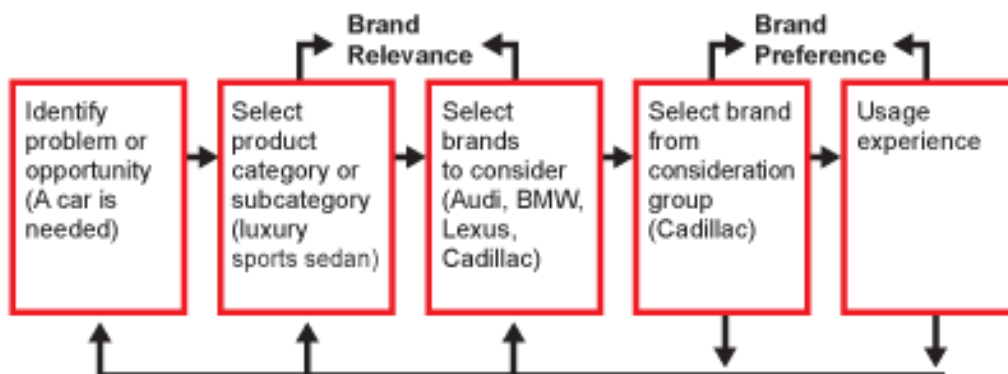 Brand
Relevance
Brand
Preference
Identify
problem or
opportunity
(A car is
needed)
Select
product
category or
subcategory
(luxury
sports sedan)
Select
brands
to consider
(Audi, BMW,
Lexus,
Cadillac)
Select brand
from
consideration
group
(Cadillac)
Usage
experience